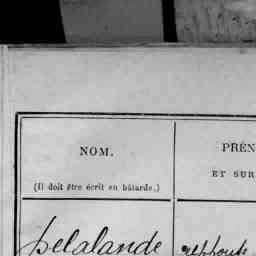 NOM.
PRÉN
ET SUR
(Il doit être écrit en bâtarde.)
Delalande